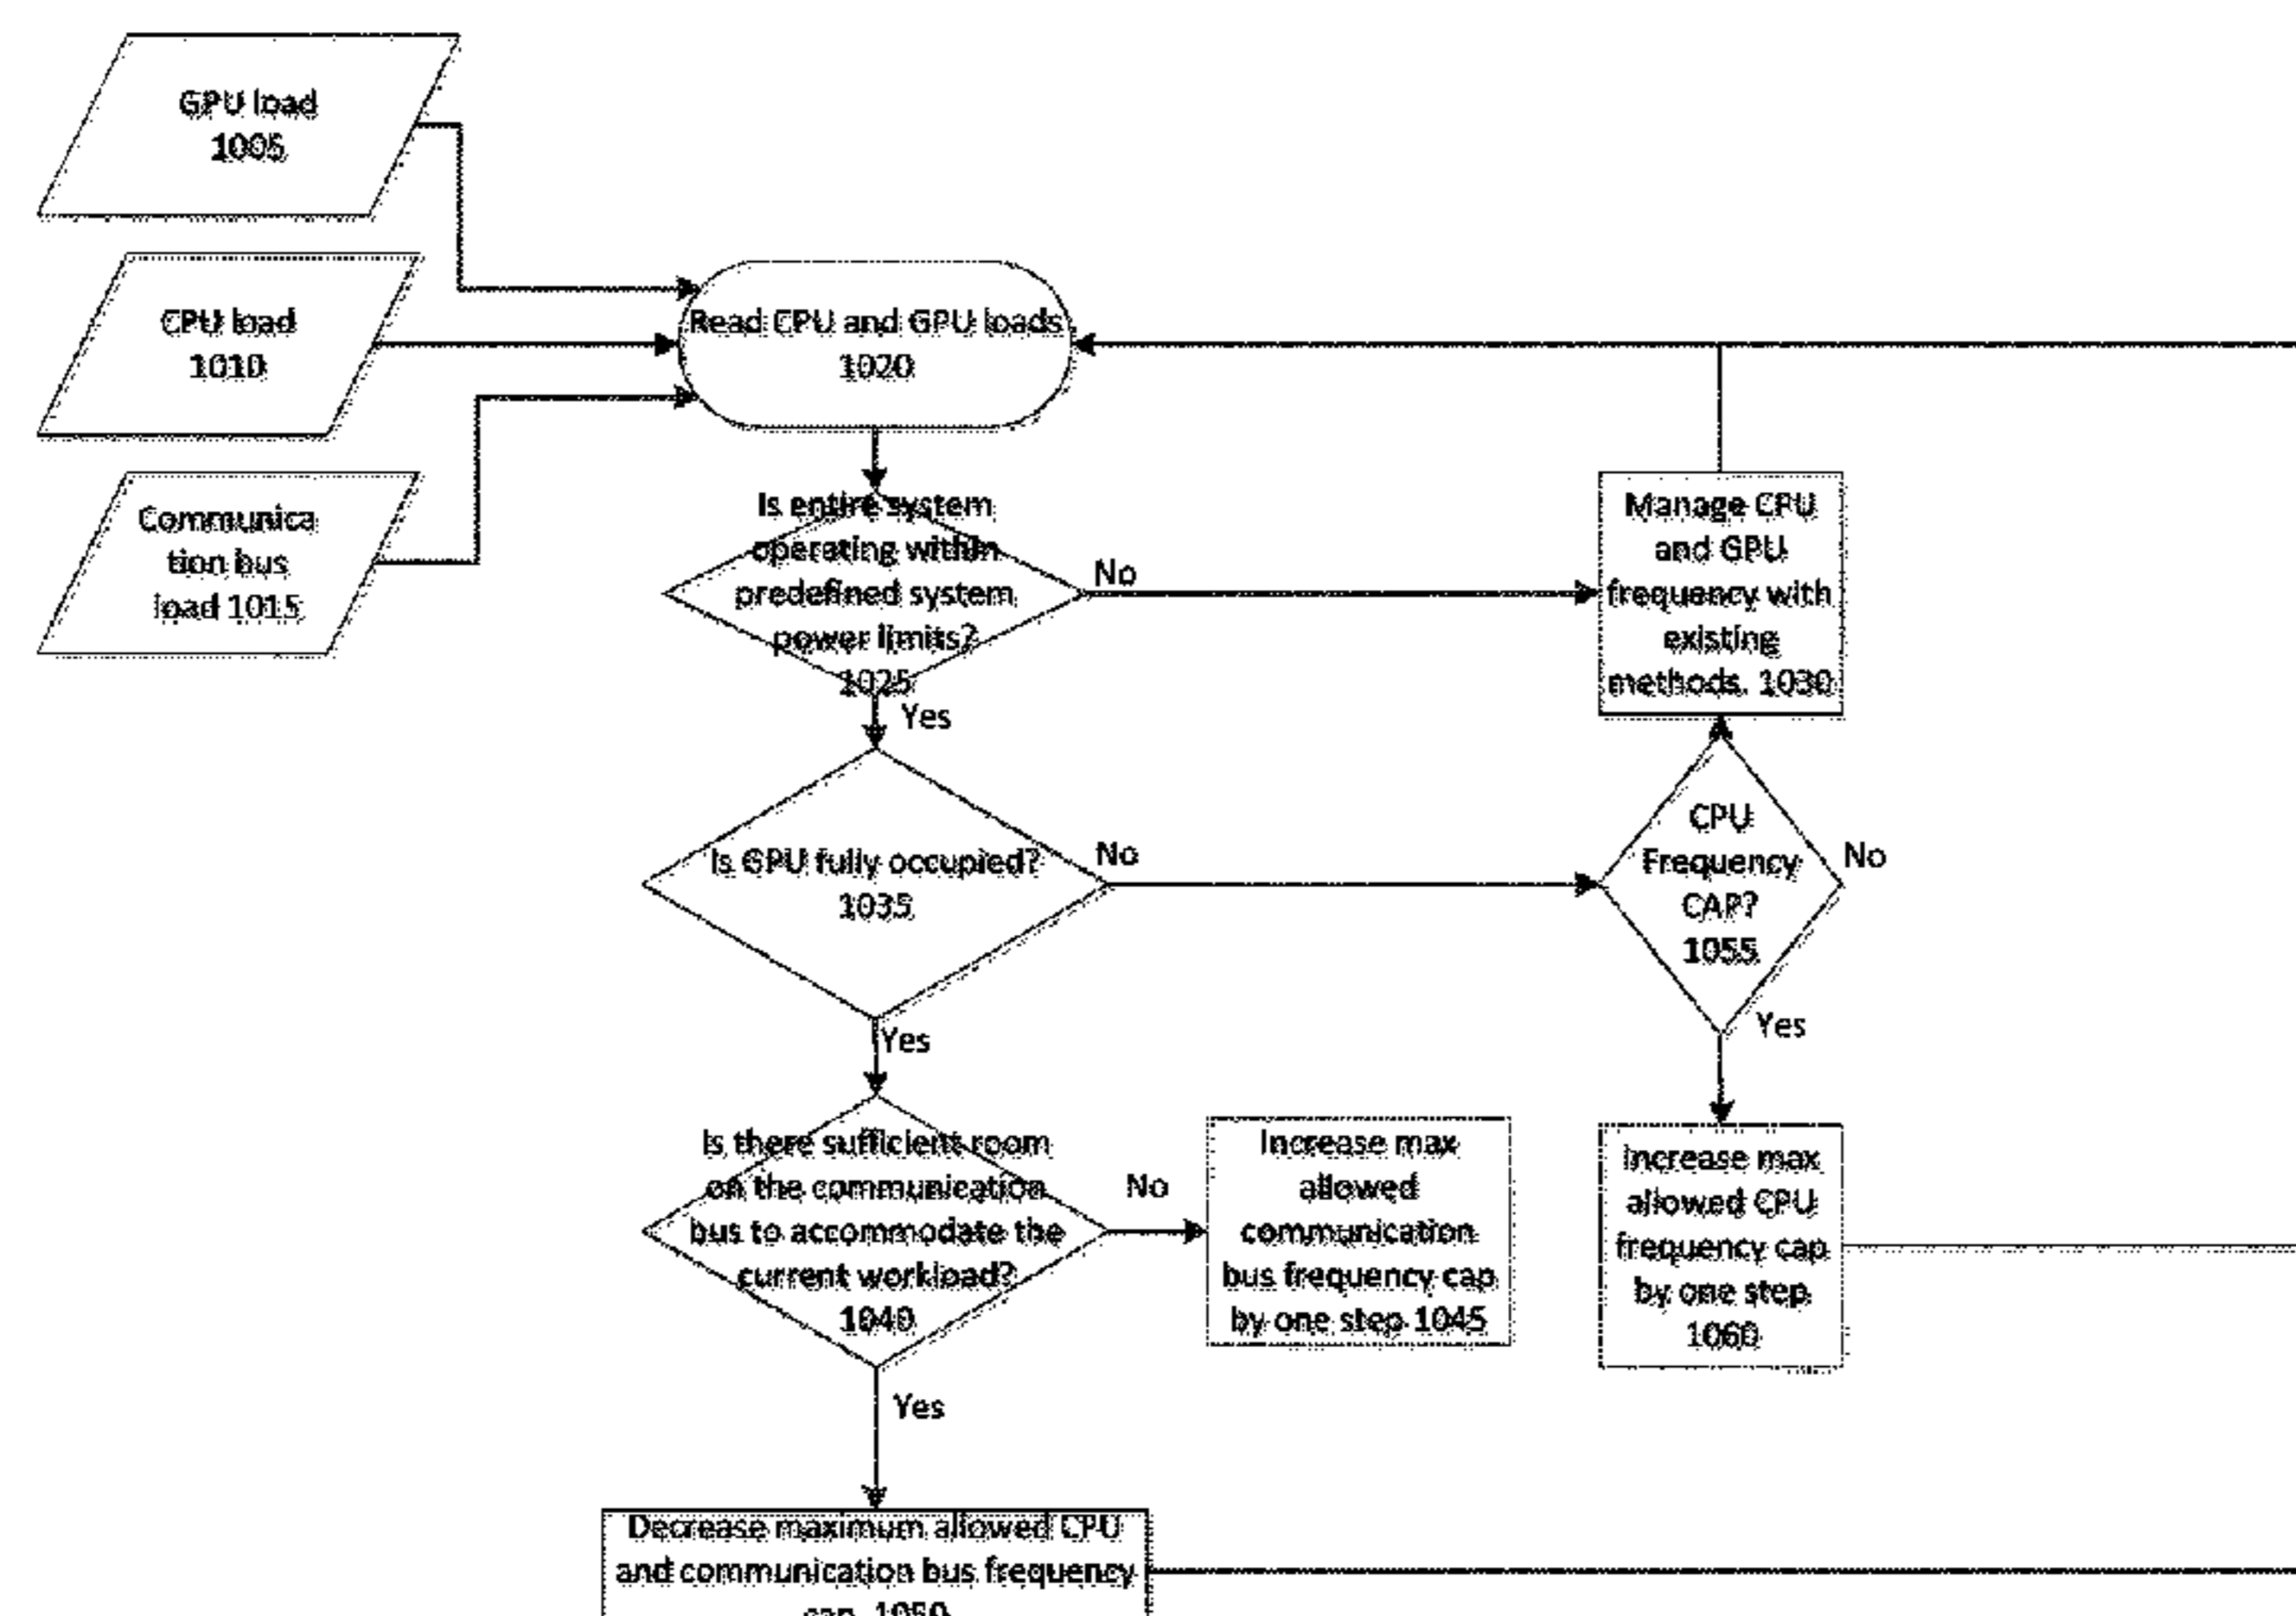 GPU load
1005
CPU load
1010
Communica
tion bus
load 1015
Read CPU and GPU loads
1020
Is entire system
operating within
predefined system
power limits?
1025
No
Yes
Manage CPU
and GPU
frequency with
existing
methods. 1030
Is GPU fully occupied?
1035
No
Yes
CPU
Frequency
CAP?
1055
No
Yes
Is there sufficient room
on the communication
bus to accommodate the
current workload?
1040
No
Yes
Increase max
allowed
communication
bus frequency cap
by one step 1045
Increase max
allowed CPU
frequency cap
by one step
1060
Decrease maximum allowed CPU
and communication bus frequency
cap. 1050